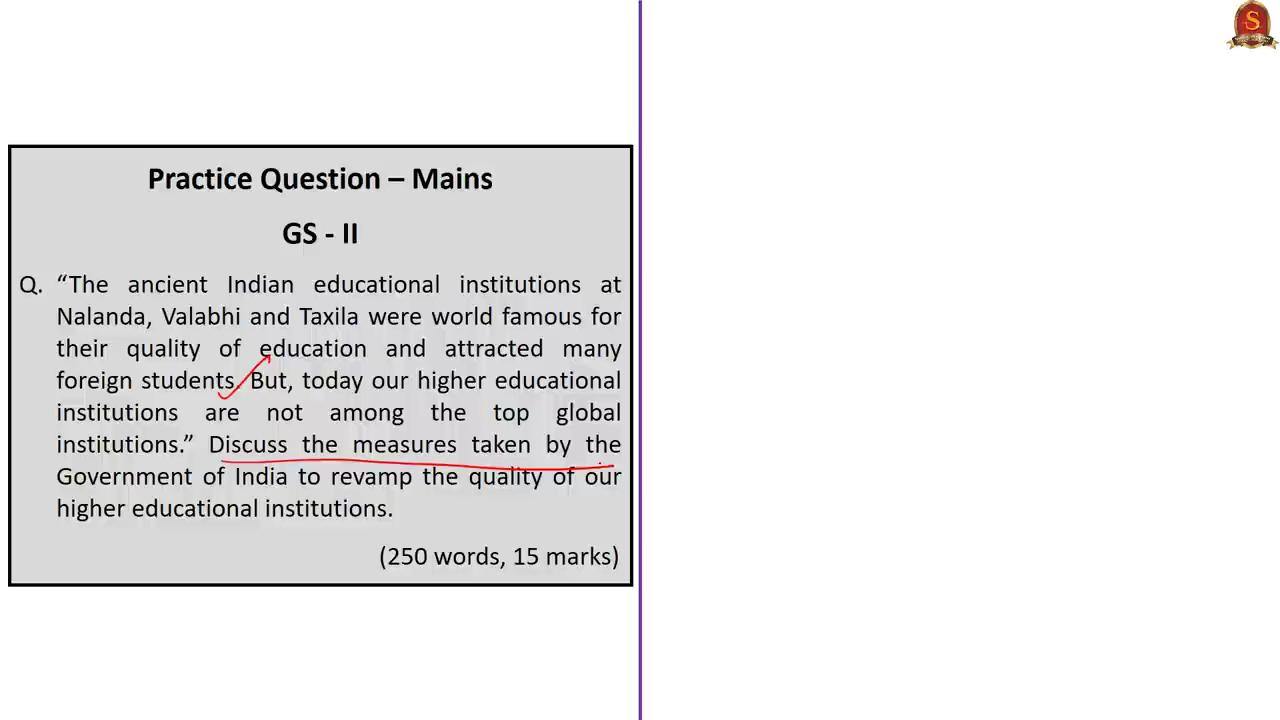 Practice Question – Mains
GS - II
Q. “The ancient Indian educational institutions at
Nalanda, Valabhi and Taxila were world famous for
their quality of education and attracted many
foreign students. But, today our higher educational
institutions are not among the top global
institutions.” Discuss the measures taken by the
Government of India to revamp the quality of our
higher educational institutions.
(250 words, 15 marks)
S